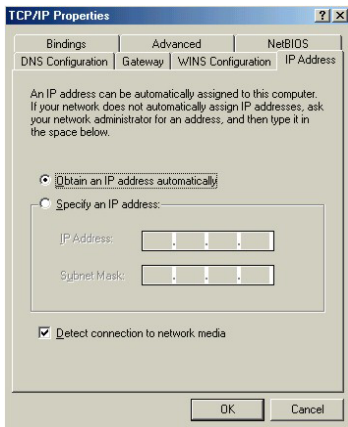 TCP/IP Properties
Bindings Advanced NetBIOS
DNS Configuration Gateway WINS Configuration IP Address
An IP address can be automatically assigned to this computer.
If your network does not automatically assign IP addresses, ask
your network administrator for an address, and then type it in
the space below.
Obtain an IP address automatically
Specify an IP address:
IP Address:
Subnet Mask:
Detect connection to network media
OK Cancel